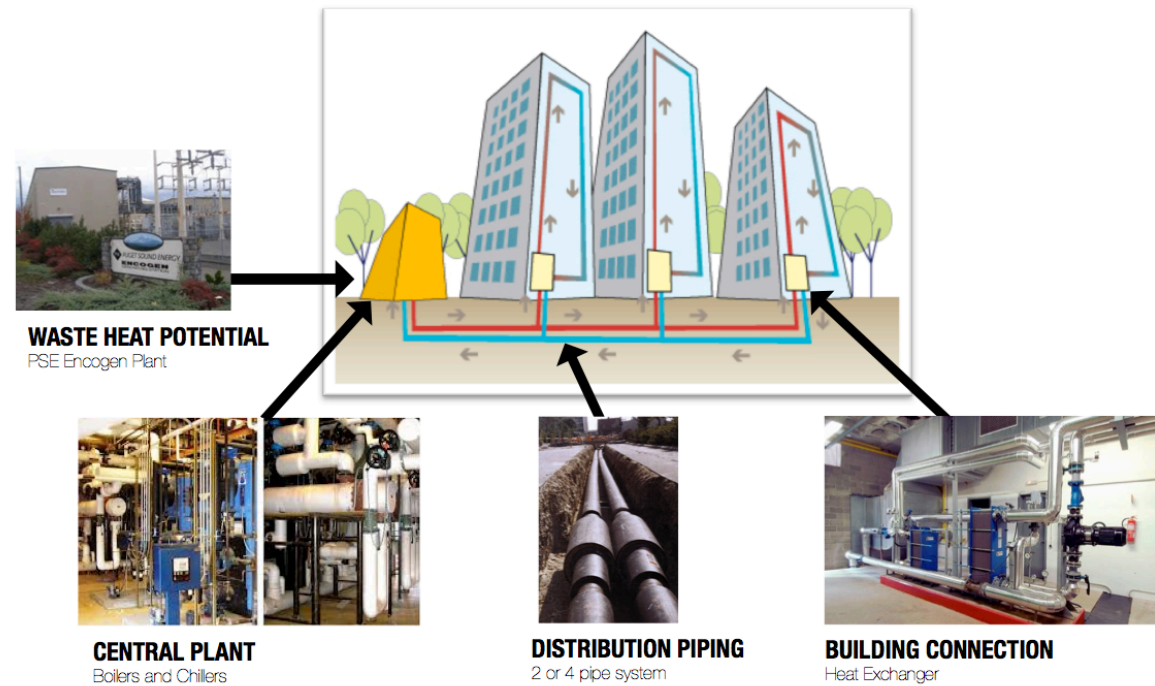 PUGET SOUND ENERGY
ENCOGEN
WASTE HEAT POTENTIAL
PSE Encogen Plant
CENTRAL PLANT
Boilers and Chillers
DISTRIBUTION PIPING
2 or 4 pipe system
BUILDING CONNECTION
Heat Exchanger